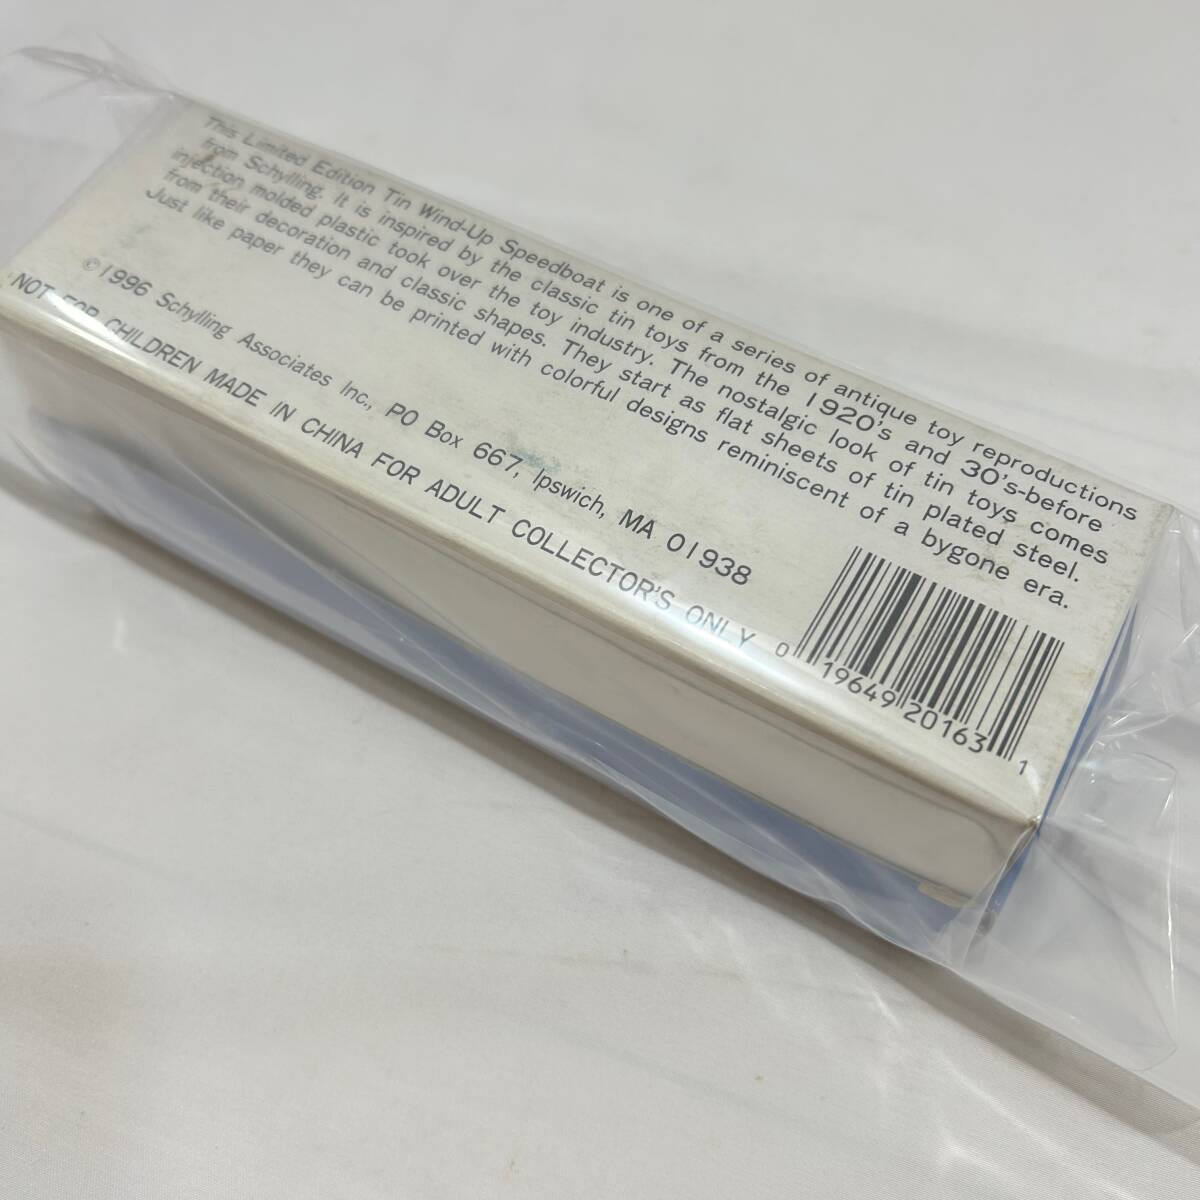 This Limited Edition Tin Wind-Up Speedboat is one of a series of antique toy reproductions
from Schylling. It is inspired by the classic tin toys from the 1920's and 30's-before
injection molded plastic took over the toy industry. The nostalgic look of tin toys comes
from their decoration and classic shapes. They start as flat sheets of tin plated steel.
Just like paper they can be printed with colorful designs reminiscent of a bygone era.
©1996 Schylling Associates Inc., PO Box 667, Ipswich, MA 01938
NOT FOR CHILDREN MADE IN CHINA FOR ADULT COLLECTOR'S ONLY
0 19649 20163 1